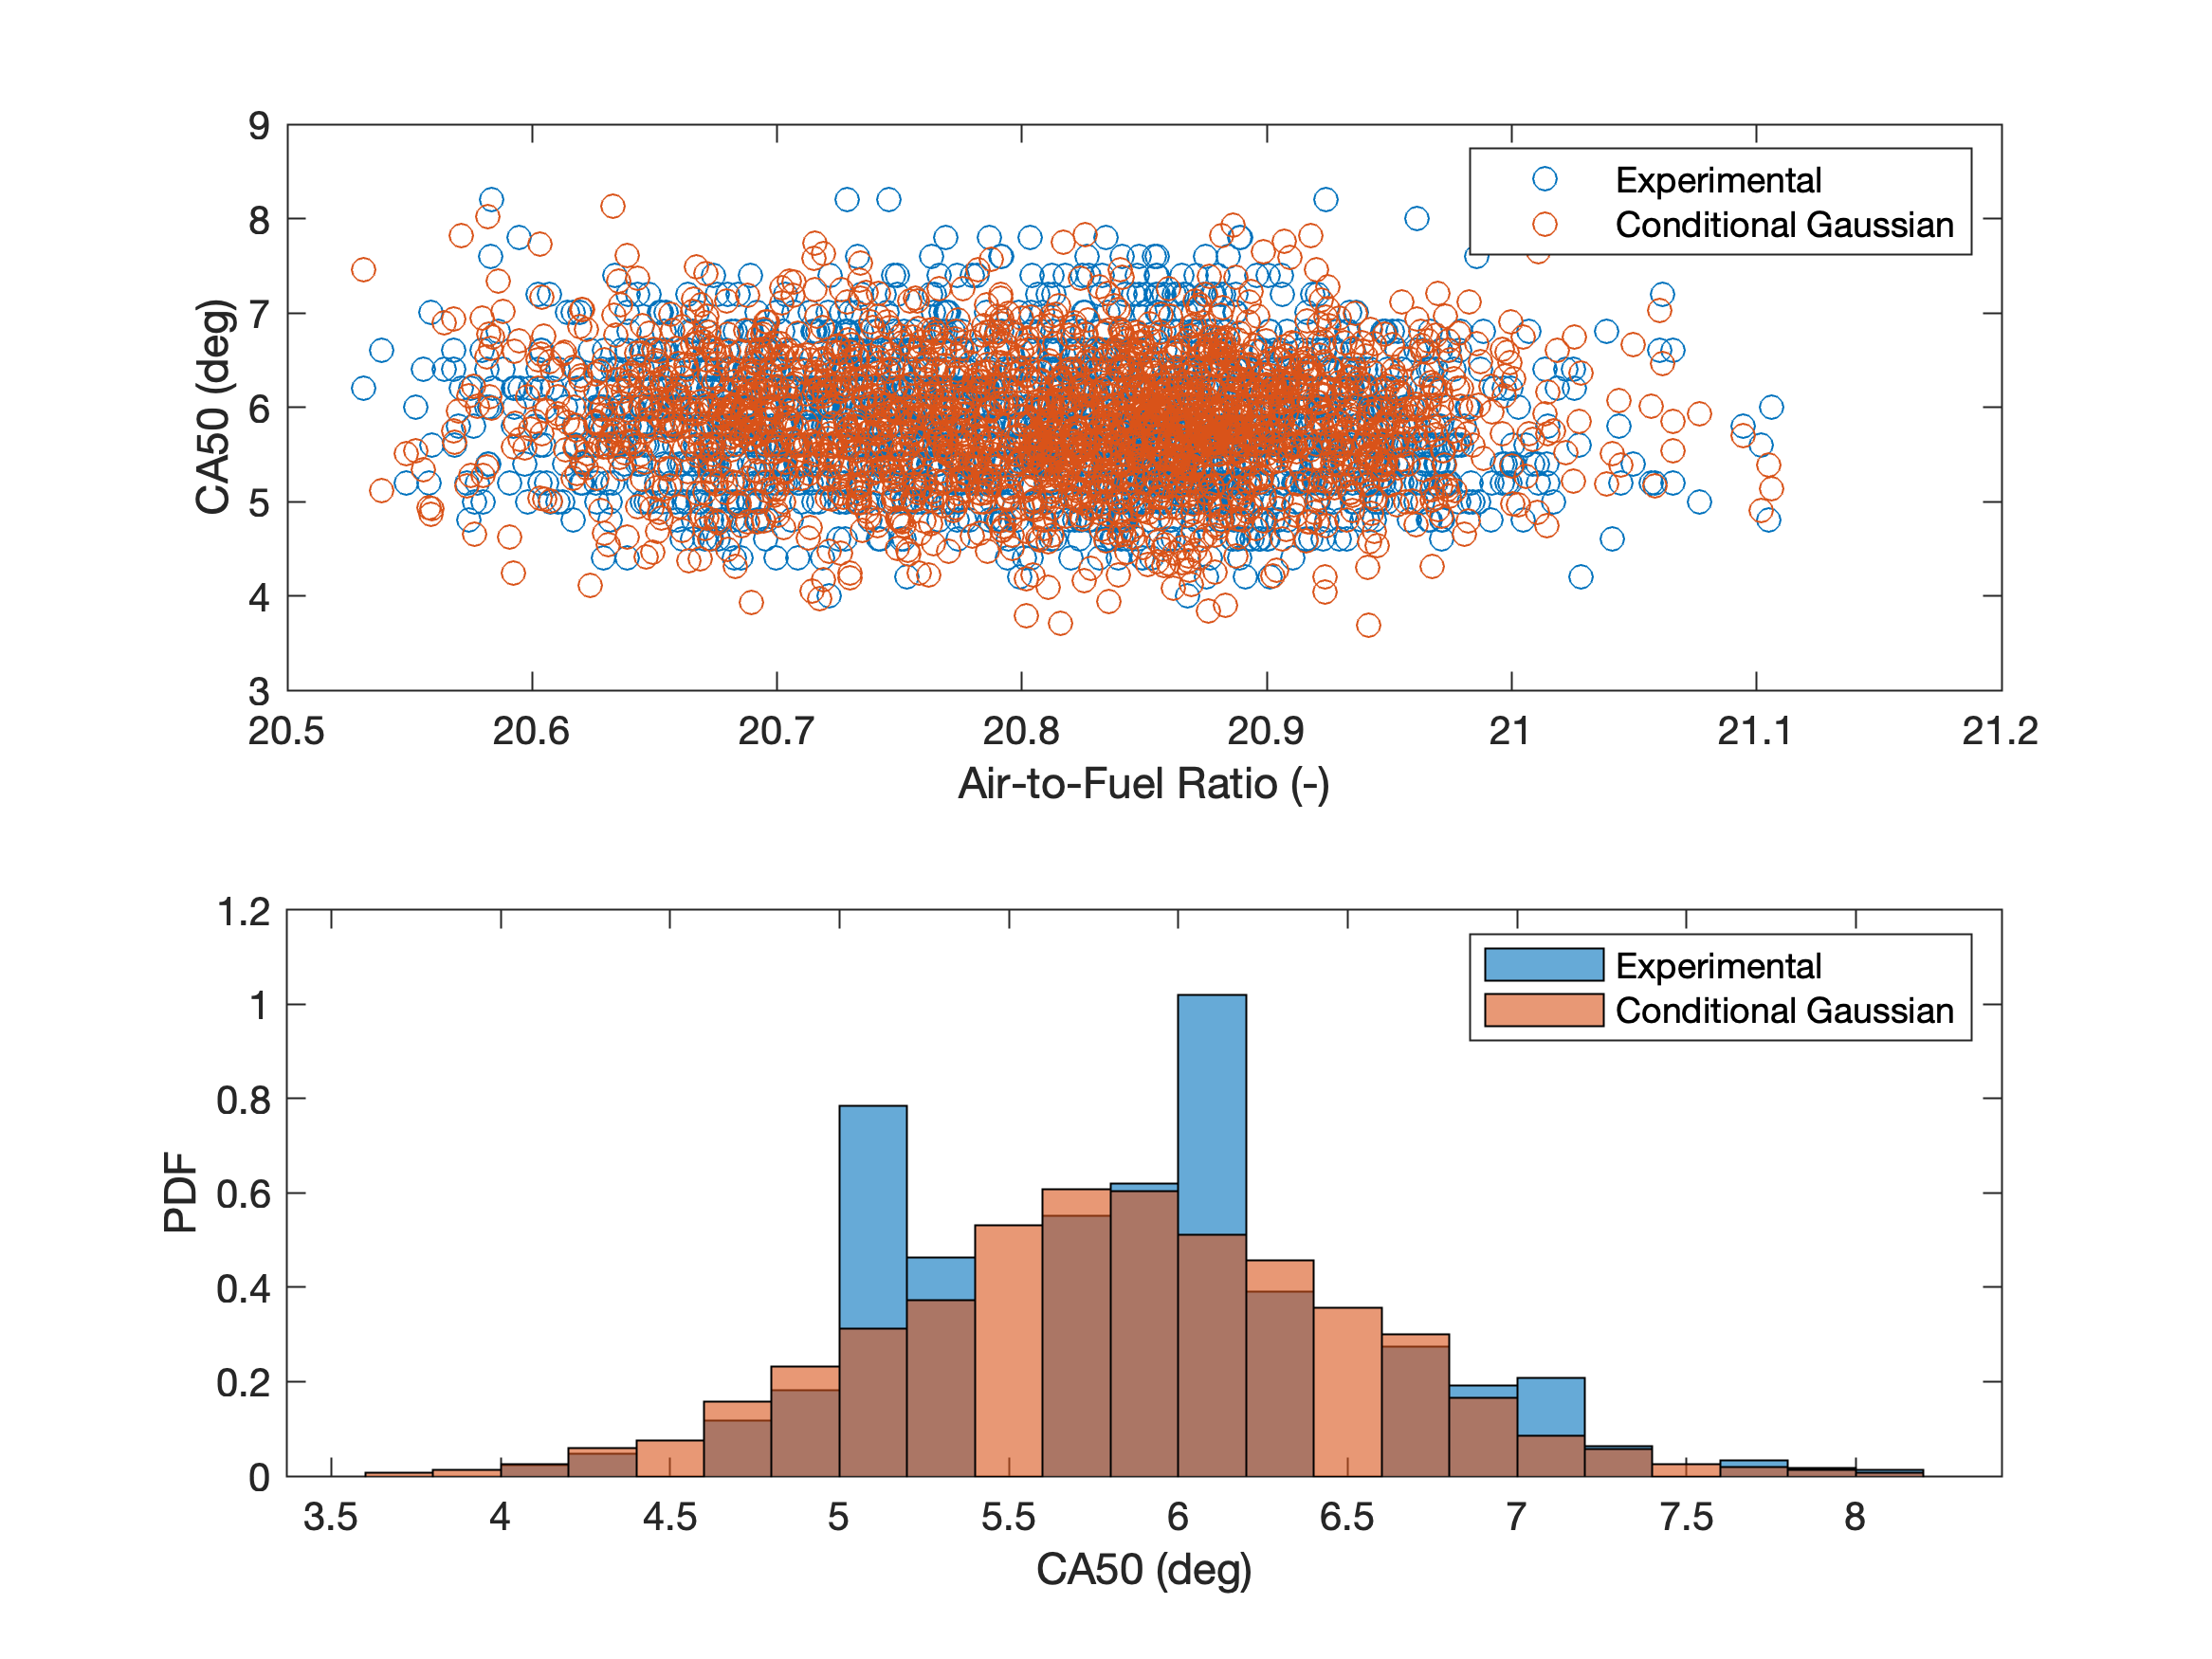 9
8
7
6
5
4
3
CA50 (deg)
Experimental
Conditional Gaussian
20.5 20.6 20.7 20.8 20.9 21 21.1 21.2
Air-to-Fuel Ratio (-)
1.2
1
0.8
0.6
0.4
0.2
0
PDF
Experimental
Conditional Gaussian
3.5 4 4.5 5 5.5 6 6.5 7 7.5 8
CA50 (deg)